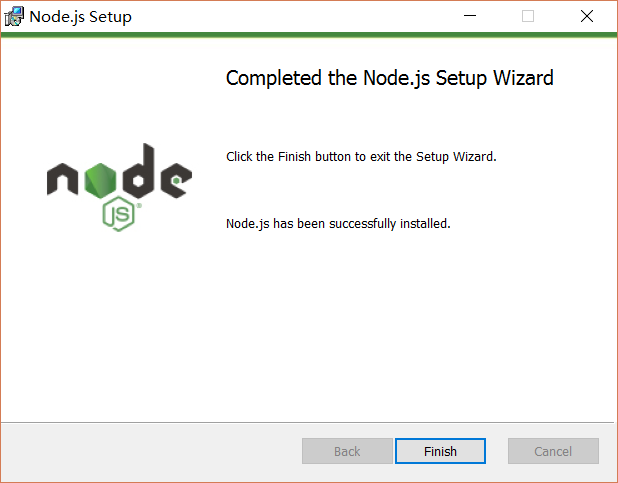 Node.js Setup
Completed the Node.js Setup Wizard
Click the Finish button to exit the Setup Wizard.
node
JS
Node.js has been successfully installed.
Back
Finish
Cancel